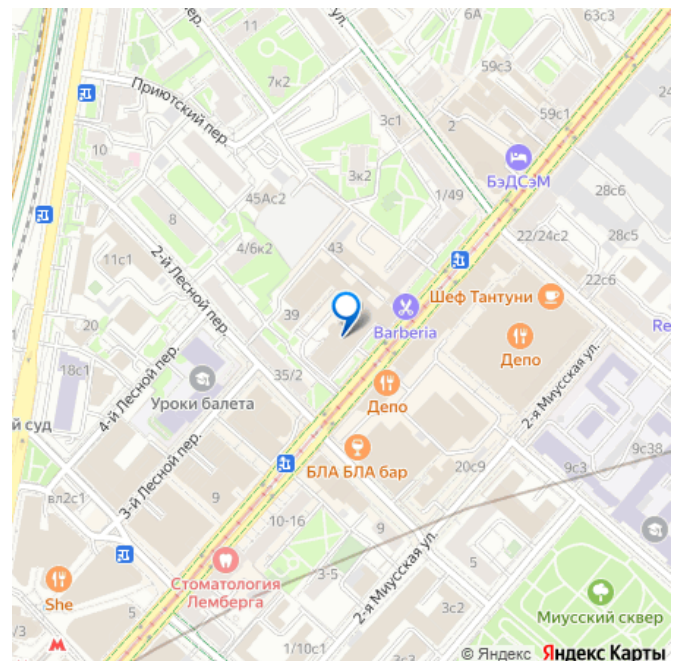 6А
63с3
11
ул.
59с3
7к2
Приютский пер.
59с1
24
3с1
2
10
БэДСэМ
3к2
28с6
45Ас2
1/49
8
22/24с2
28с5
4/6к2
43
11с1
2-й Лесной пер.
22с6
Шеф Тантуни
39
Barberia
Re
20
Депо
18с1
4-й Лесной пер.
35/2
Уроки балета
Депо
2-я Миусская ул.
й суд
БЛА БЛА бар
20с9
9с3
9с38
3-й Лесной пер.
вл2с1
9
10-16
9
Стоматология
Лемберга
3-5
2-я Миусская ул.
5
She
5
3с2
Миусский сквер
/3
1/10с1
© Яндекс Яндекс Карты